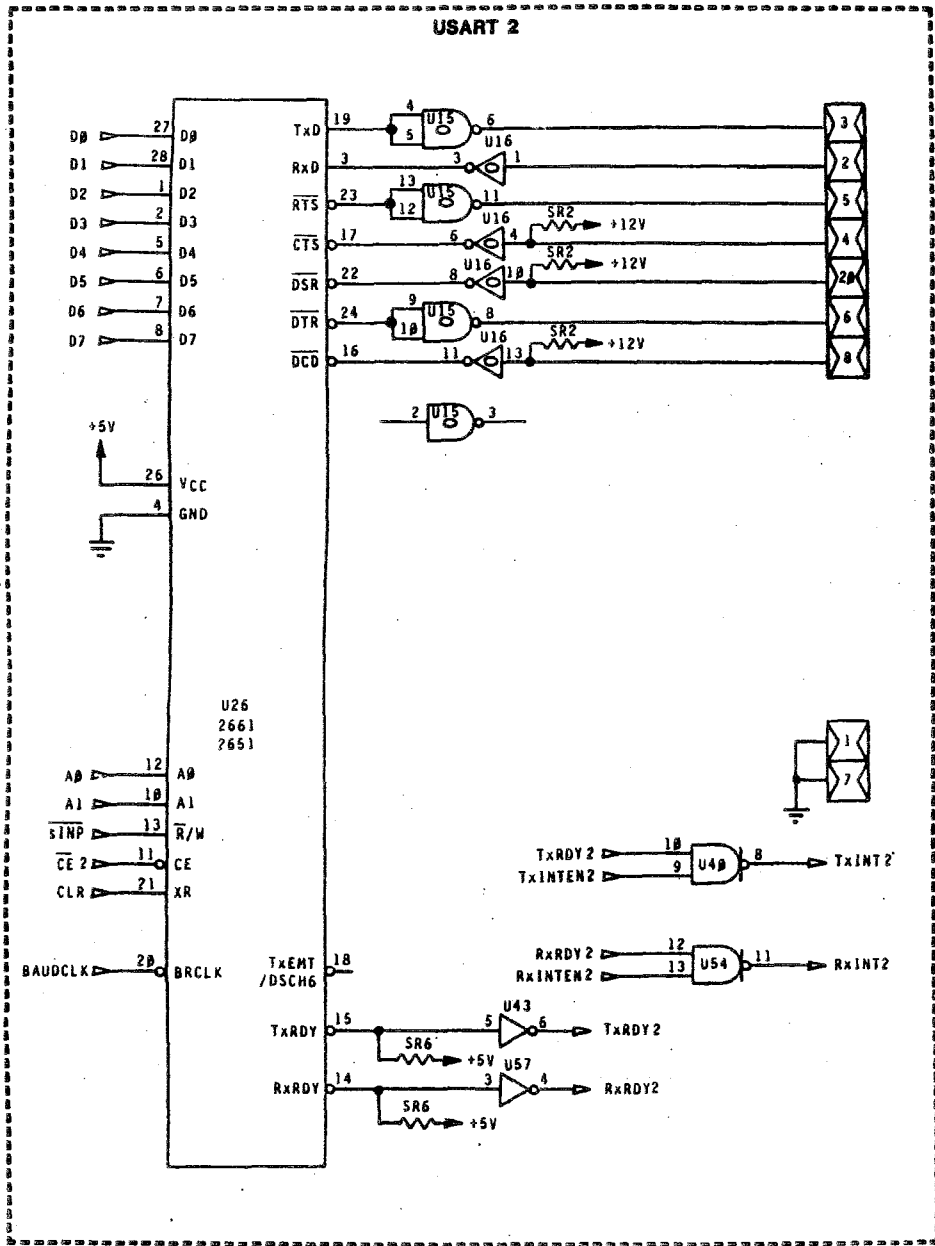 USART 2
4
19 TxD U15 6 3
5
D0 27 D0
U16
D1 28 D1 RxD 3 3 1 2
D2 1 D2 13 U15 11
RTS 23 12 5
D3 2 D3 U16 SR2 +12V
D4 5 D4 CTS 17 6 4 4
U16 SR2 +12V
D5 6 D5 DSR 22 8 10 20
D6 7 D6 9 U15
DTR 24 10 8 6
D7 8 D7 U16 SR2 +12V
DCD 16 11 13 8
2 U15 3
+5V
26 VCC
4 GND
U26
2661
2651
1
A0 12 A0 7
A1 10 A1
sINP 13 R/W
CE 2 11 CE TxRDY2 10 U40 8 TxINT2
TxINTEN2 9
CLR 21 XR
RxRDY2 12 U54 11 RxINT2
BAUDCLK 20 BRCLK TxEMT 18 RxINTEN2 13
/DSCH6
U43
TxRDY 15 5 6 TxRDY2
SR6 +5V
U57
RxRDY 14 3 4 RxRDY2
SR6 +5V